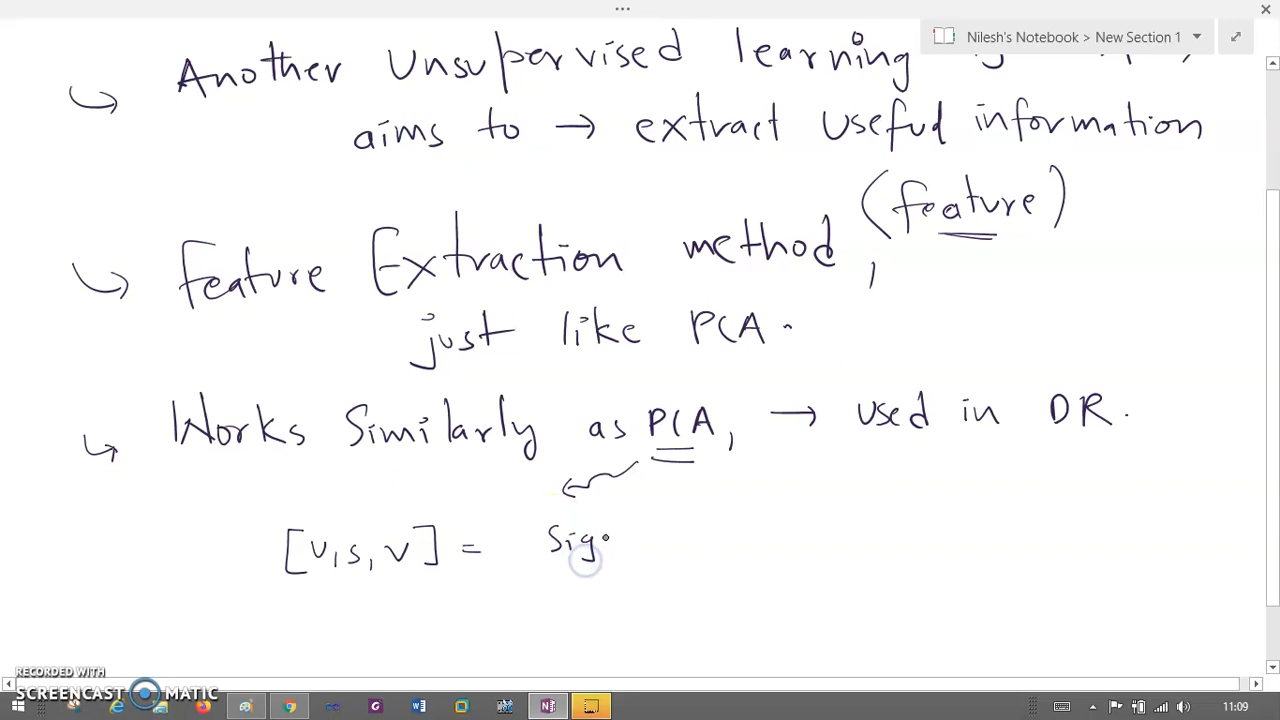 ...
Nilesh's Notebook > New Section 1
Another Unsupervised learning
aims to → extract useful information
(feature)
Feature Extraction method,
just like PCA.
Works Similarly as PCA, → used in DR.
[U, S, V] = Sig
RECORDED WITH
SCREENCAST MATIC
11:09